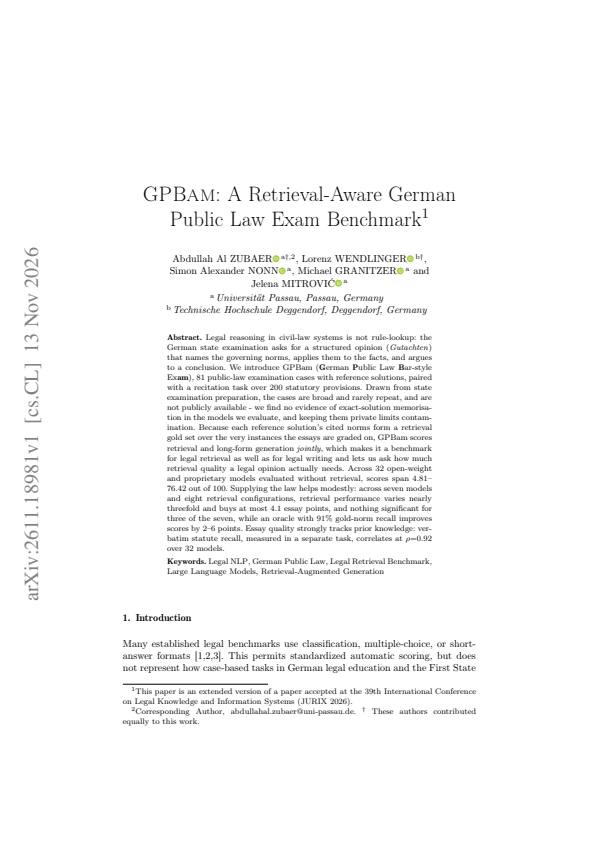 arXiv:2611.18981v1 [cs.CL] 13 Nov 2026
GPBAM: A Retrieval-Aware German
Public Law Exam Benchmark1
Abdullah Al ZUBAER a†,2, Lorenz WENDLINGER b†,
Simon Alexander NONN a, Michael GRANITZER a and
Jelena MITROVIĆ a
a Universität Passau, Passau, Germany
b Technische Hochschule Deggendorf, Deggendorf, Germany
Abstract. Legal reasoning in civil-law systems is not rule-lookup: the
German state examination asks for a structured opinion (Gutachten)
that names the governing norms, applies them to the facts, and argues
to a conclusion. We introduce GPBam (German Public Law Bar-style
Exam), 81 public-law examination cases with reference solutions, paired
with a recitation task over 200 statutory provisions. Drawn from state
examination preparation, the cases are broad and rarely repeat, and are
not publicly available - we find no evidence of exact-solution memorisa-
tion in the models we evaluate, and keeping them private limits contam-
ination. Because each reference solution's cited norms form a retrieval
gold set over the very instances the essays are graded on, GPBam scores
retrieval and long-form generation jointly, which makes it a benchmark
for legal retrieval as well as for legal writing and lets us ask how much
retrieval quality a legal opinion actually needs. Across 32 open-weight
and proprietary models evaluated without retrieval, scores span 4.81–
76.42 out of 100. Supplying the law helps modestly: across seven models
and eight retrieval configurations, retrieval performance varies nearly
threefold and buys at most 4.1 essay points, and nothing significant for
three of the seven, while an oracle with 91% gold-norm recall improves
scores by 2–6 points. Essay quality strongly tracks prior knowledge: ver-
batim statute recall, measured in a separate task, correlates at ρ=0.92
over 32 models.
Keywords. Legal NLP, German Public Law, Legal Retrieval Benchmark,
Large Language Models, Retrieval-Augmented Generation
1. Introduction
Many established legal benchmarks use classification, multiple-choice, or short-
answer formats [1,2,3]. This permits standardized automatic scoring, but does
not represent how case-based tasks in German legal education and the First State
1This paper is an extended version of a paper accepted at the 39th International Conference
on Legal Knowledge and Information Systems (JURIX 2026).
2Corresponding Author, abdullahal.zubaer@uni-passau.de. † These authors contributed
equally to this work.